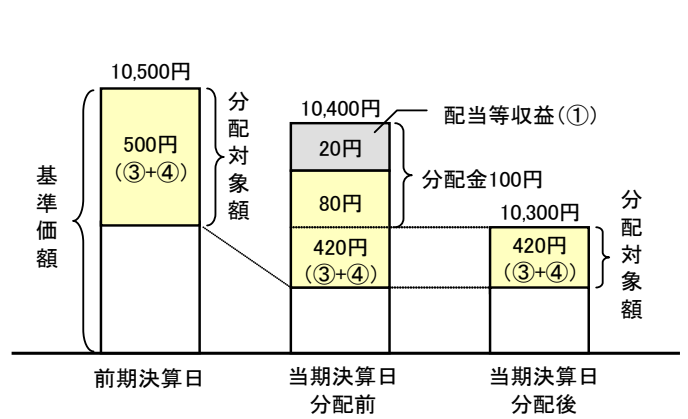 10,500円
500円
(③+④)
分配対象額
基準価額
10,400円
配当等収益(①)
20円
分配金100円
80円
420円
(③+④)
10,300円
420円
(③+④)
分配対象額
前期決算日
当期決算日
分配前
当期決算日
分配後